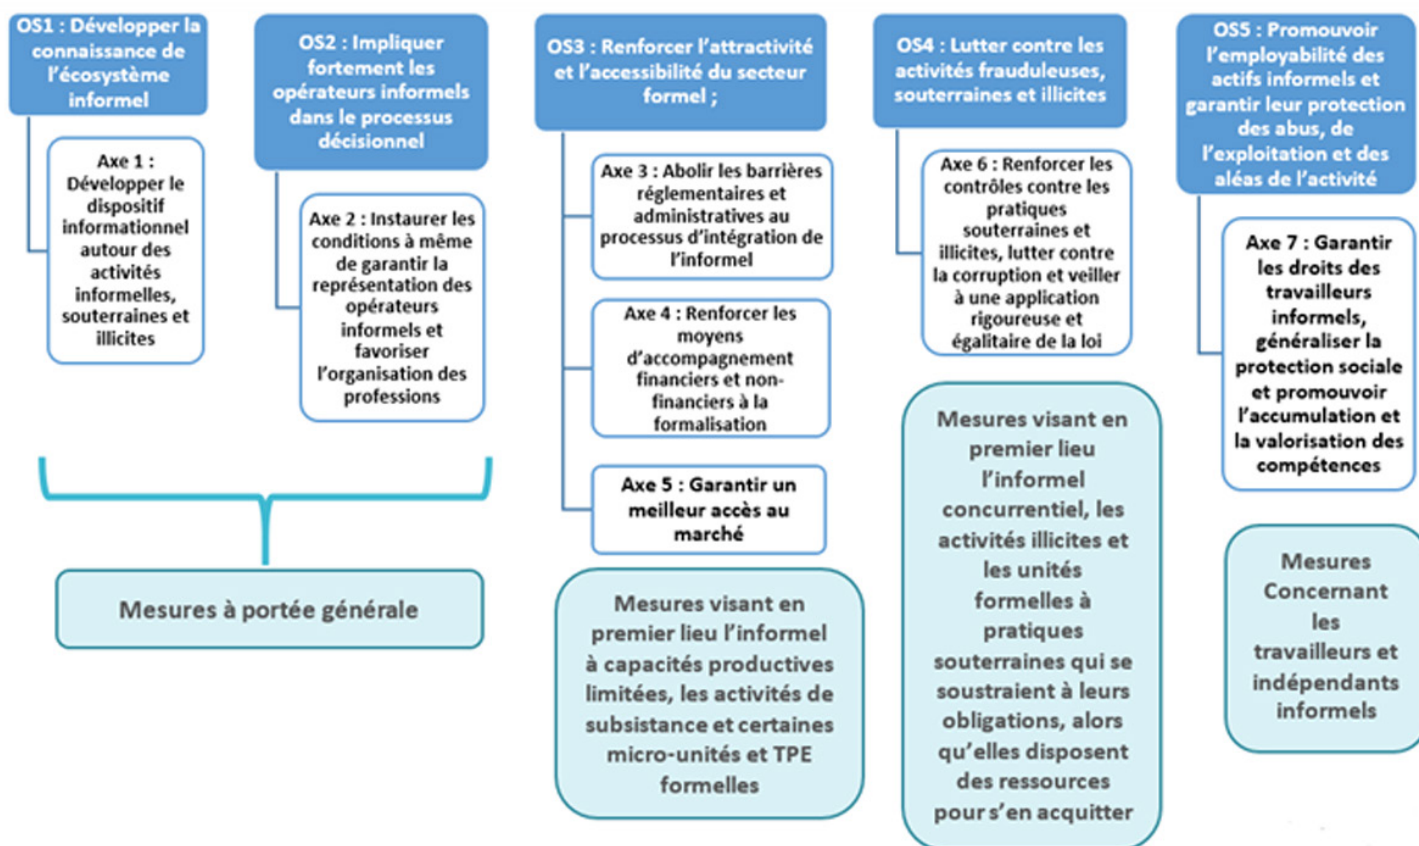 OS1 : Développer la
connaissance de
l’écosystème
informel
Axe 1 :
Développer le
dispositif
informationnel
autour des
activités
informelles,
souterraines et
illicites
OS2 : Impliquer
fortement les
opérateurs informels
dans le processus
décisionnel
Axe 2 : Instaurer les
conditions à même
de garantir la
représentation des
opérateurs
informels et
favoriser
l’organisation des
professions
Mesures à portée générale
OS3 : Renforcer l’attractivité
et l’accessibilité du secteur
formel ;
Axe 3 : Abolir les barrières
réglementaires et
administratives au
processus d’intégration de
l’informel
Axe 4 : Renforcer les
moyens
d’accompagnement
financiers et non-
financiers à la
formalisation
Axe 5 : Garantir un
meilleur accès au
marché
Mesures visant en
premier lieu l’informel
à capacités productives
limitées, les activités de
subsistance et certaines
micro-unités et TPE
formelles
OS4 : Lutter contre les
activités frauduleuses,
souterraines et illicites
Axe 6 : Renforcer les
contrôles contre les
pratiques
souterraines et
illicites, lutter contre
la corruption et veiller
à une application
rigoureuse et
égalitaire de la loi
Mesures visant en
premier lieu
l’informel
concurrentiel, les
activités illicites et
les unités
formelles à
pratiques
souterraines qui se
soustraient à leurs
obligations, alors
qu’elles disposent
des ressources
pour s’en acquitter
OS5 : Promouvoir
l’employabilité des
actifs informels et
garantir leur protection
des abus, de
l’exploitation et des
aléas de l’activité
Axe 7 : Garantir
les droits des
travailleurs
informels,
généraliser la
protection sociale
et promouvoir
l’accumulation et
la valorisation des
compétences
Mesures
Concernant
les
travailleurs et
indépendants
informels